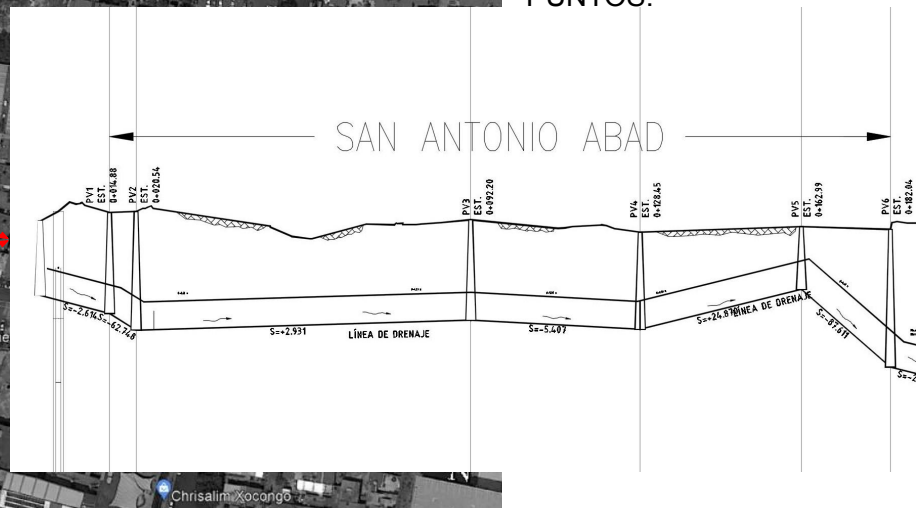 PUNTOS.
SAN ANTONIO ABAD
PV1
EST.
0+014.88
PV2
EST.
0+020.54
PV3
EST.
0+092.20
PV4
EST.
0+128.45
PV5
EST.
0+162.99
PV6
EST.
0+182.04
S=-2.614
S=-62.748
S=+2.931
LÍNEA DE DRENAJE
S=-5.407
S=+24.870
LÍNEA DE DRENAJE
S=-87.611
S=-2
Chrisalim Xocongo
N